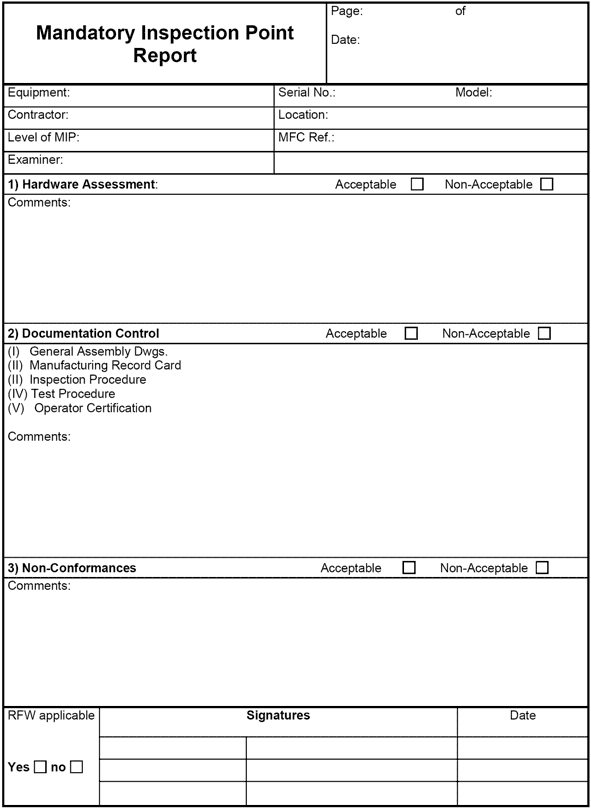 Mandatory Inspection Point
Report
Page: of
Date:
Equipment:
Serial No.: Model:
Contractor:
Location:
Level of MIP:
MFC Ref.:
Examiner:
1) Hardware Assessment: Acceptable Non-Acceptable
Comments:
2) Documentation Control Acceptable Non-Acceptable
(I) General Assembly Dwgs.
(II) Manufacturing Record Card
(II) Inspection Procedure
(IV) Test Procedure
(V) Operator Certification
Comments:
3) Non-Conformances Acceptable Non-Acceptable
Comments:
RFW applicable
Signatures
Date
Yes no